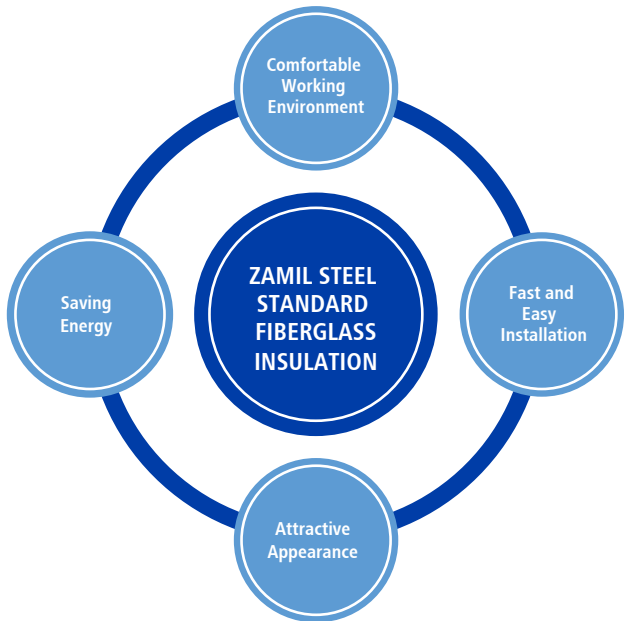 Comfortable
Working
Environment
Saving
Energy
ZAMIL STEEL
STANDARD
FIBERGLASS
INSULATION
Fast and
Easy
Installation
Attractive
Appearance